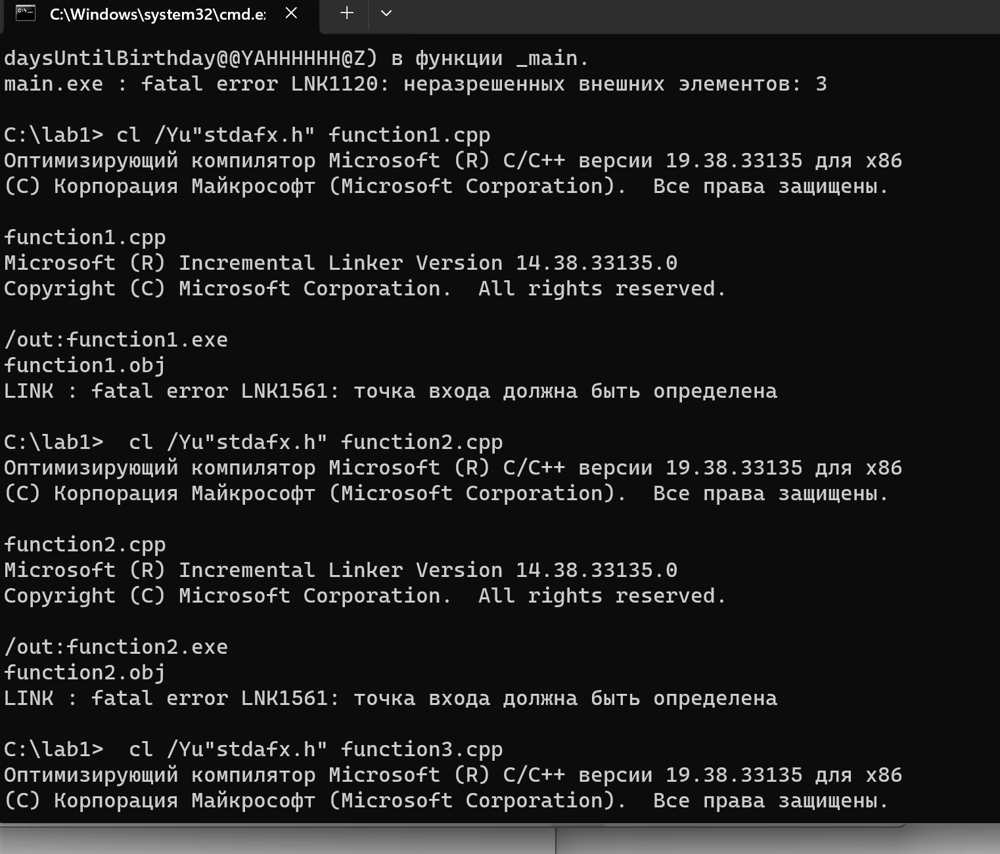 C:\Windows\system32\cmd.e
daysUntilBirthday@@YAHHHHHH@Z) в функции _main.
main.exe : fatal error LNK1120: неразрешенных внешних элементов: 3
C:\lab1> cl /Yu"stdafx.h" function1.cpp
Оптимизирующий компилятор Microsoft (R) C/C++ версии 19.38.33135 для x86
(C) Корпорация Майкрософт (Microsoft Corporation).  Все права защищены.
function1.cpp
Microsoft (R) Incremental Linker Version 14.38.33135.0
Copyright (C) Microsoft Corporation.  All rights reserved.
/out:function1.exe
function1.obj
LINK : fatal error LNK1561: точка входа должна быть определена
C:\lab1>  cl /Yu"stdafx.h" function2.cpp
Оптимизирующий компилятор Microsoft (R) C/C++ версии 19.38.33135 для x86
(C) Корпорация Майкрософт (Microsoft Corporation).  Все права защищены.
function2.cpp
Microsoft (R) Incremental Linker Version 14.38.33135.0
Copyright (C) Microsoft Corporation.  All rights reserved.
/out:function2.exe
function2.obj
LINK : fatal error LNK1561: точка входа должна быть определена
C:\lab1>  cl /Yu"stdafx.h" function3.cpp
Оптимизирующий компилятор Microsoft (R) C/C++ версии 19.38.33135 для x86
(C) Корпорация Майкрософт (Microsoft Corporation).  Все права защищены.